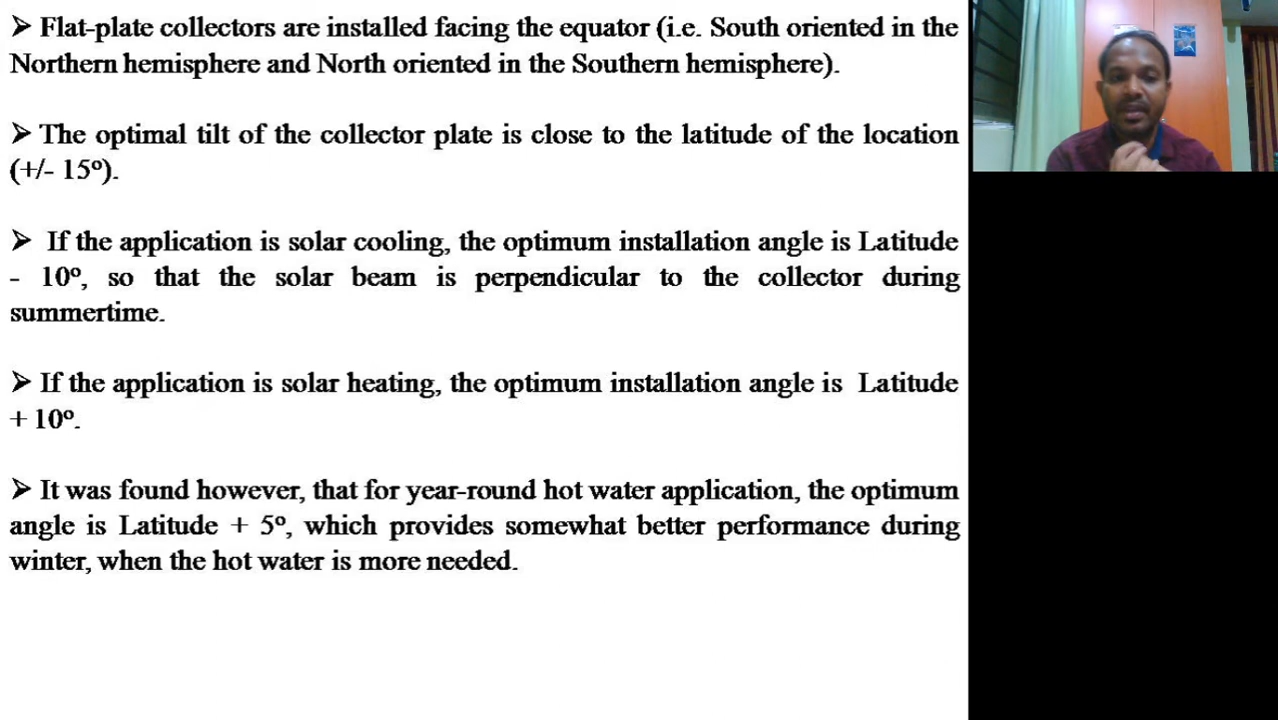 ➢ Flat-plate collectors are installed facing the equator (i.e. South oriented in the
Northern hemisphere and North oriented in the Southern hemisphere).
➢ The optimal tilt of the collector plate is close to the latitude of the location
(+/- 15º).
➢ If the application is solar cooling, the optimum installation angle is Latitude
- 10º, so that the solar beam is perpendicular to the collector during
summertime.
➢ If the application is solar heating, the optimum installation angle is Latitude
+ 10º.
➢ It was found however, that for year-round hot water application, the optimum
angle is Latitude + 5º, which provides somewhat better performance during
winter, when the hot water is more needed.